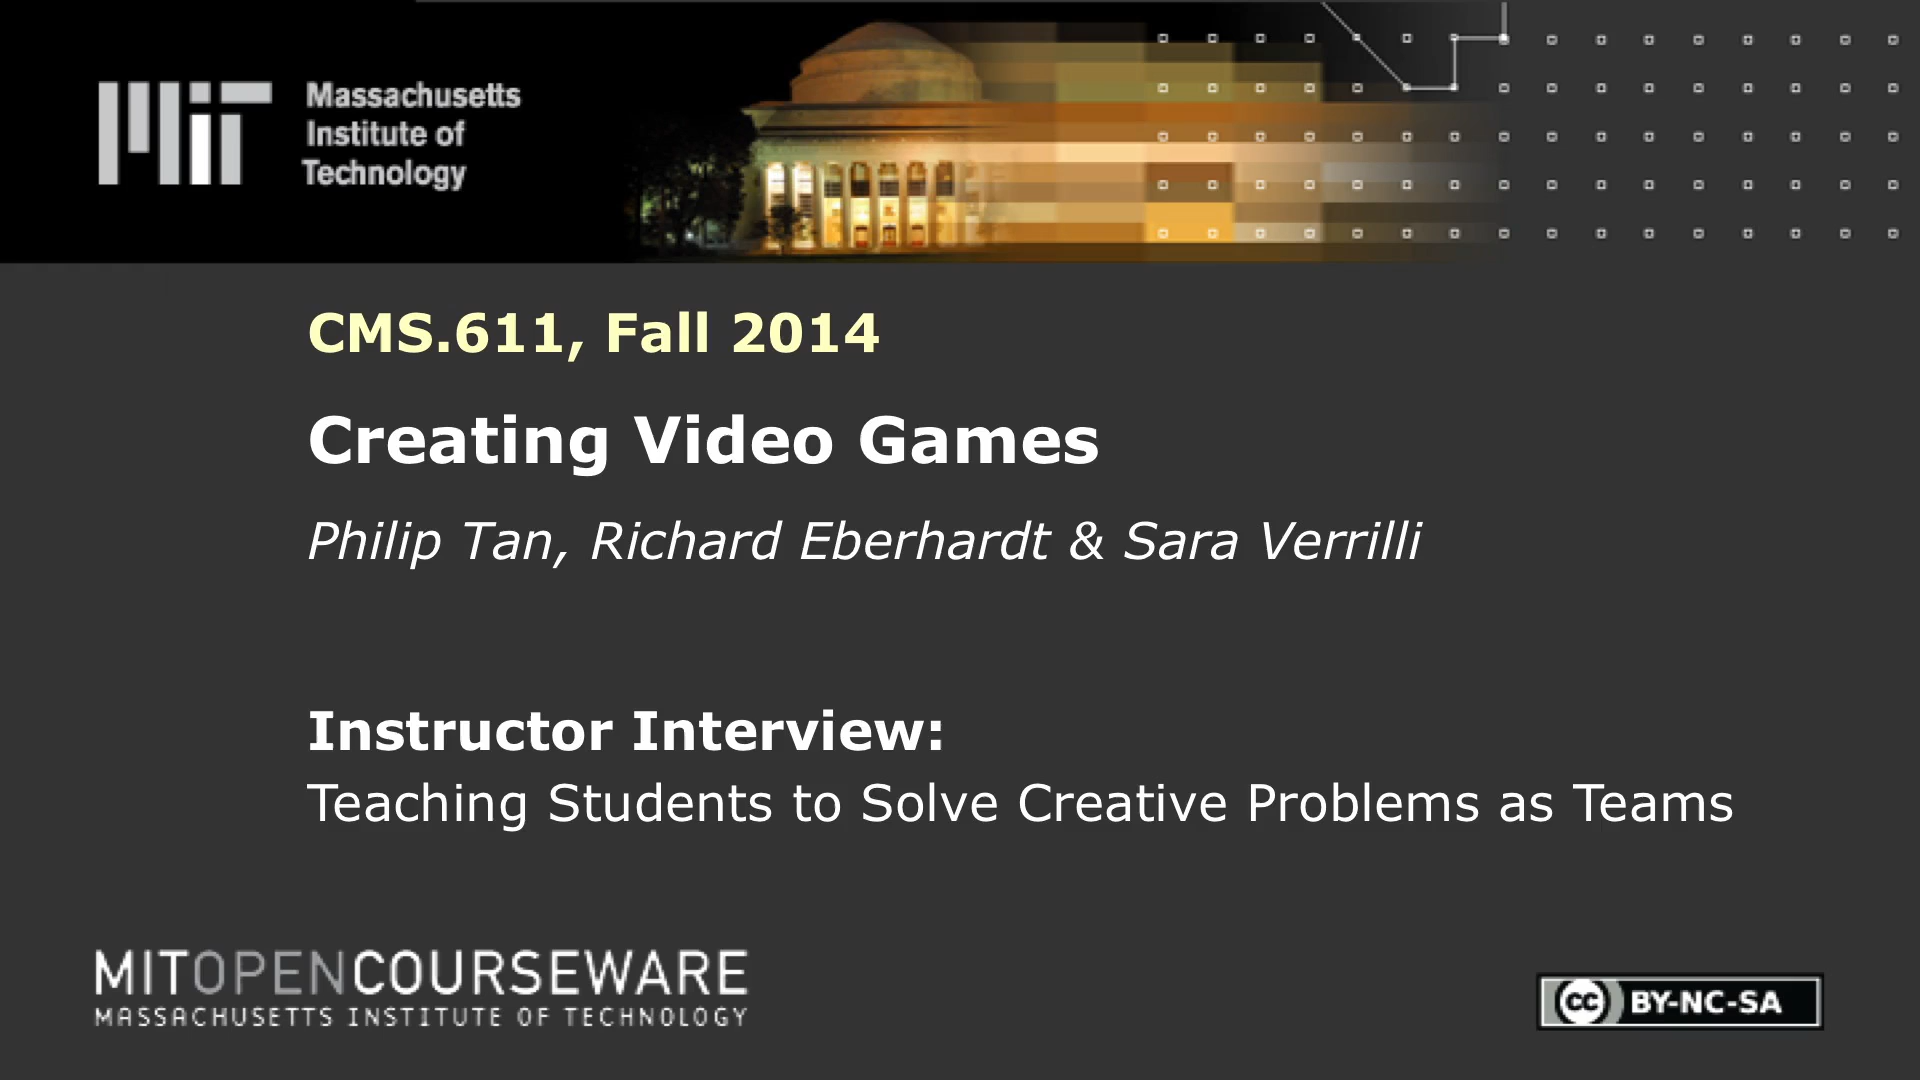 Massachusetts
Institute of
Technology
CMS.611, Fall 2014
Creating Video Games
Philip Tan, Richard Eberhardt & Sara Verrilli
Instructor Interview:
Teaching Students to Solve Creative Problems as Teams
MITOPENCOURSEWARE
MASSACHUSETTS INSTITUTE OF TECHNOLOGY
cc BY-NC-SA